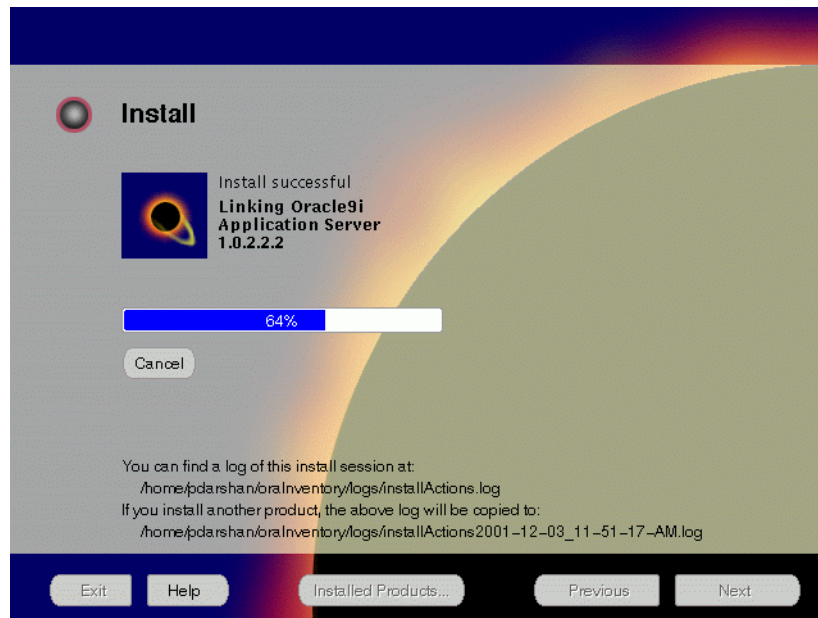 Install
Install successful
Linking Oracle9i
Application Server
1.0.2.2.2
64%
Cancel
You can find a log of this install session at:
/home/pdarshan/oraInventory/logs/installActions.log
If you install another product, the above log will be copied to:
/home/pdarshan/oraInventory/logs/installActions2001-12-03_11-51-17-AM.log
Exit
Help
Installed Products...
Previous
Next